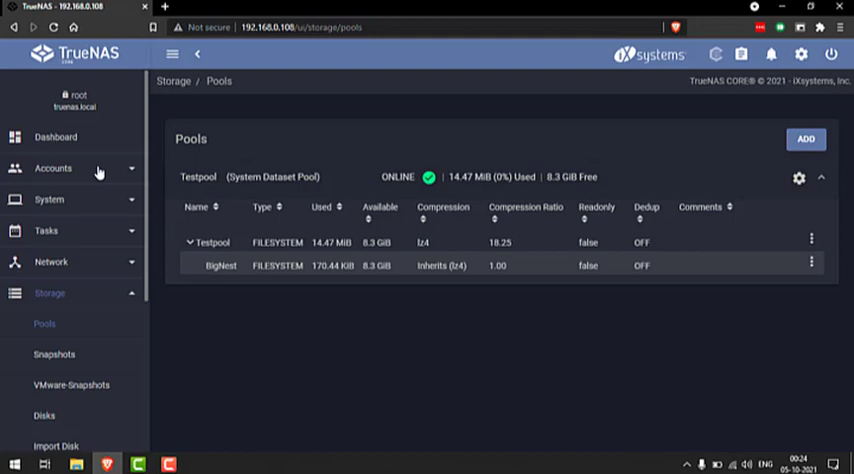 TrueNAS - 192.168.0.108
Not secure | 192.168.0.108/ui/storage/pools
TrueNAS
CORE
iXsystems
root
truenas.local
Storage / Pools
TrueNAS CORE® © 2021 - iXsystems, Inc.
Dashboard
Accounts
System
Tasks
Network
Storage
Pools
Snapshots
VMware-Snapshots
Disks
Import Disk
Pools
ADD
Testpool (System Dataset Pool) ONLINE | 14.47 MiB (0%) Used | 8.3 GiB Free
Name Type Used Available Compression Compression Ratio Readonly Dedup Comments
Testpool FILESYSTEM 14.47 MiB 8.3 GiB lz4 18.25 false OFF
BigNest FILESYSTEM 170.44 KiB 8.3 GiB Inherits (lz4) 1.00 false OFF
ENG
00:24
05-10-2021